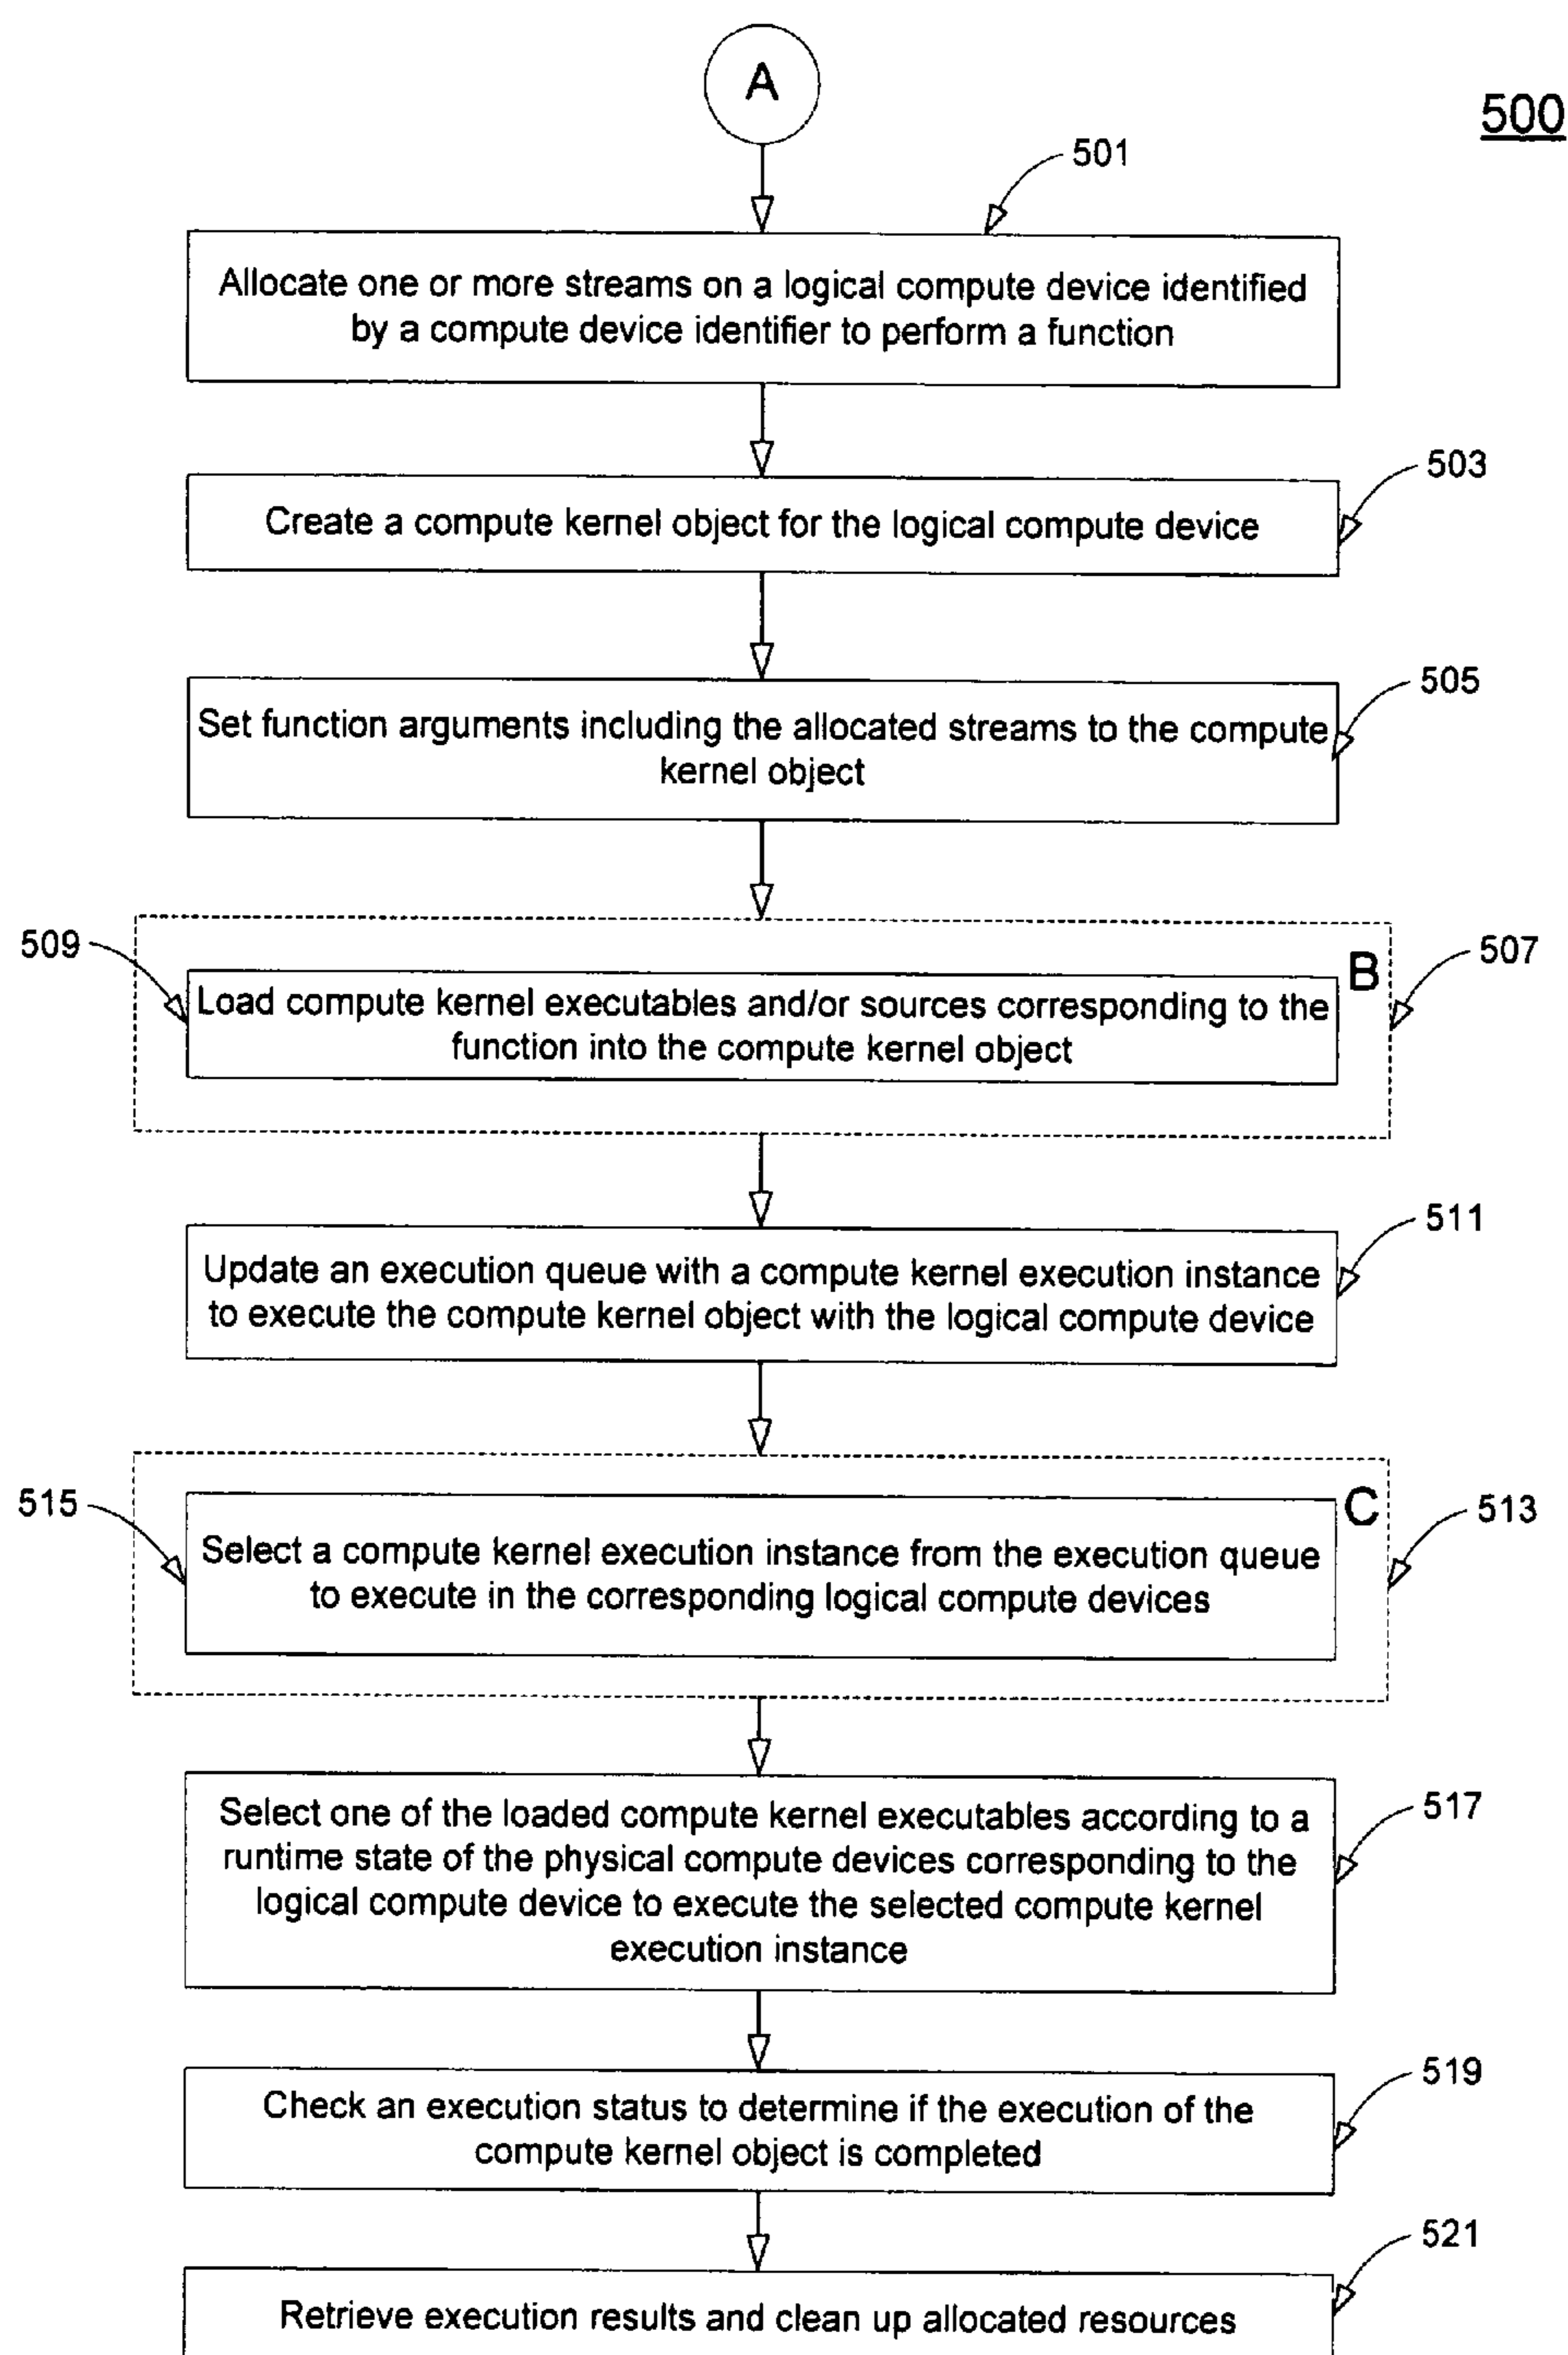 A
500
501
Allocate one or more streams on a logical compute device identified
by a compute device identifier to perform a function
503
Create a compute kernel object for the logical compute device
505
Set function arguments including the allocated streams to the compute
kernel object
509
B
507
Load compute kernel executables and/or sources corresponding to the
function into the compute kernel object
511
Update an execution queue with a compute kernel execution instance
to execute the compute kernel object with the logical compute device
515
C
513
Select a compute kernel execution instance from the execution queue
to execute in the corresponding logical compute devices
517
Select one of the loaded compute kernel executables according to a
runtime state of the physical compute devices corresponding to the
logical compute device to execute the selected compute kernel
execution instance
519
Check an execution status to determine if the execution of the
compute kernel object is completed
521
Retrieve execution results and clean up allocated resources